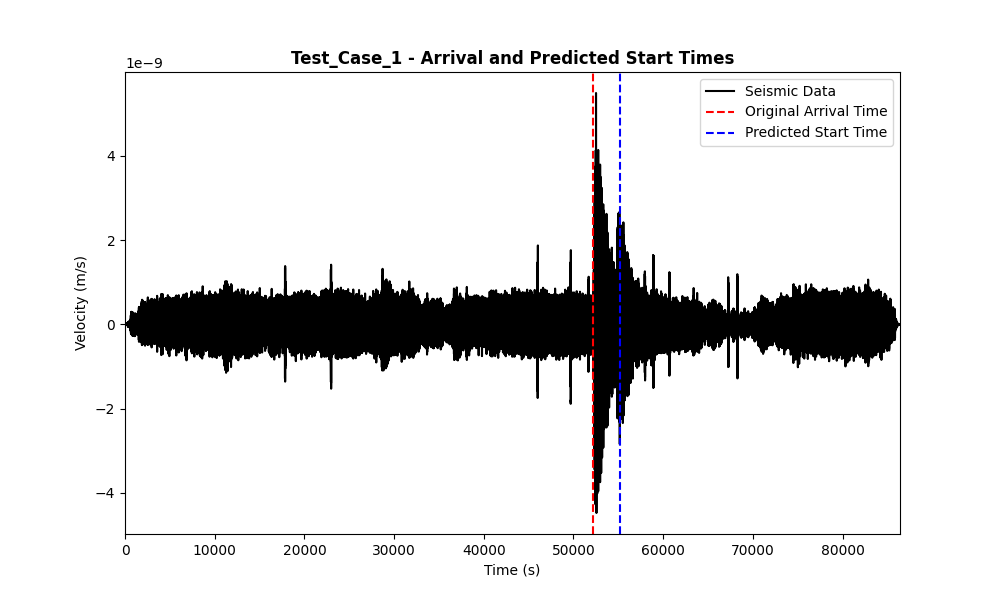 Test_Case_1 - Arrival and Predicted Start Times
1e−9
Seismic Data
Original Arrival Time
Predicted Start Time
4
2
0
−2
−4
Velocity (m/s)
0 10000 20000 30000 40000 50000 60000 70000 80000
Time (s)